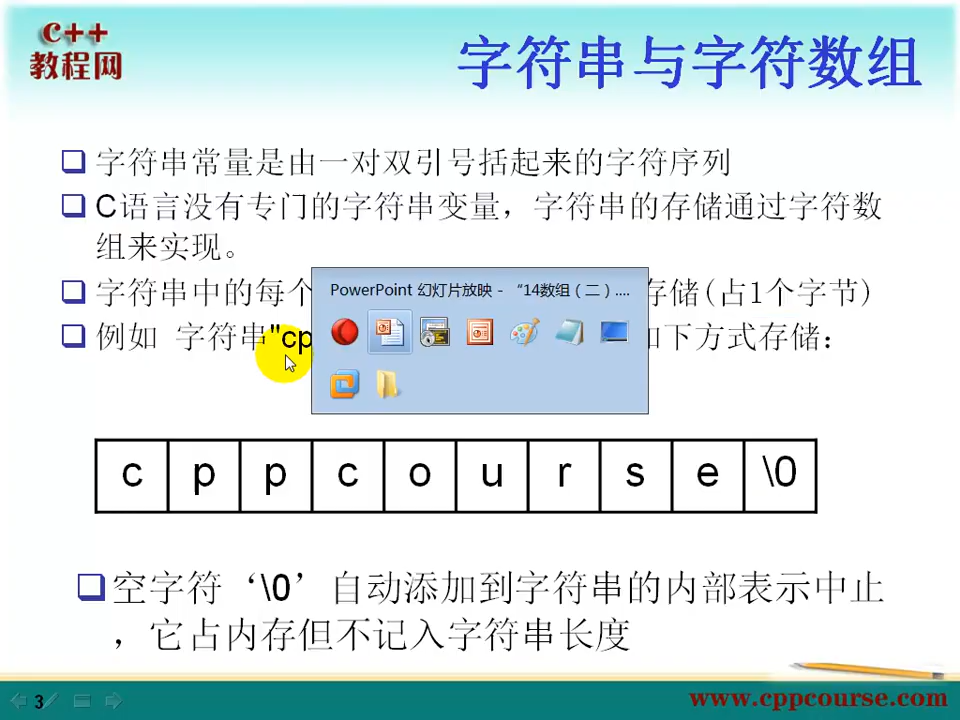 C++
教程网
字符串与字符数组
字符串常量是由一对双引号括起来的字符序列
C语言没有专门的字符串变量，字符串的存储通过字符数
组来实现。
字符串中的每个
存储(占1个字节)
PowerPoint 幻灯片放映 - “14数组（二）....
例如 字符串"cp
如下方式存储：
c p p c o u r s e \0
空字符‘\0’自动添加到字符串的内部表示中止
，它占内存但不记入字符串长度
3
www.cppcourse.com